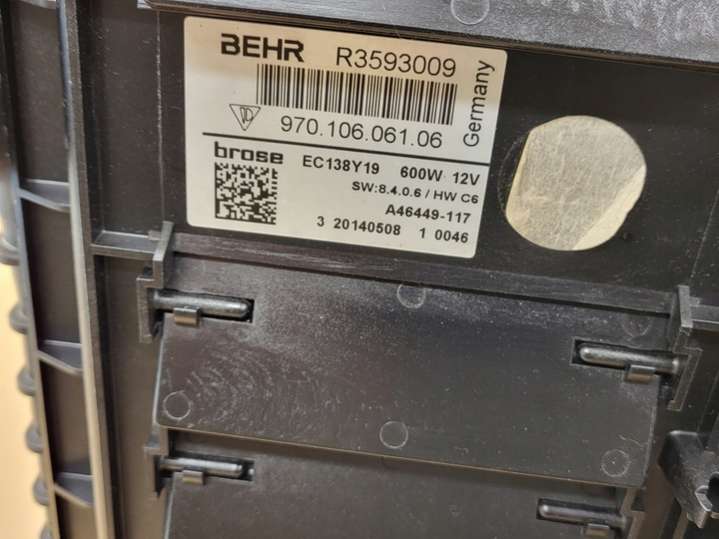 BEHR R3593009
Germany
970.106.061.06
brose EC138Y19 600W 12V
SW:8.4.0.6 / HW C6
A46449-117
3 20140508 1 0046